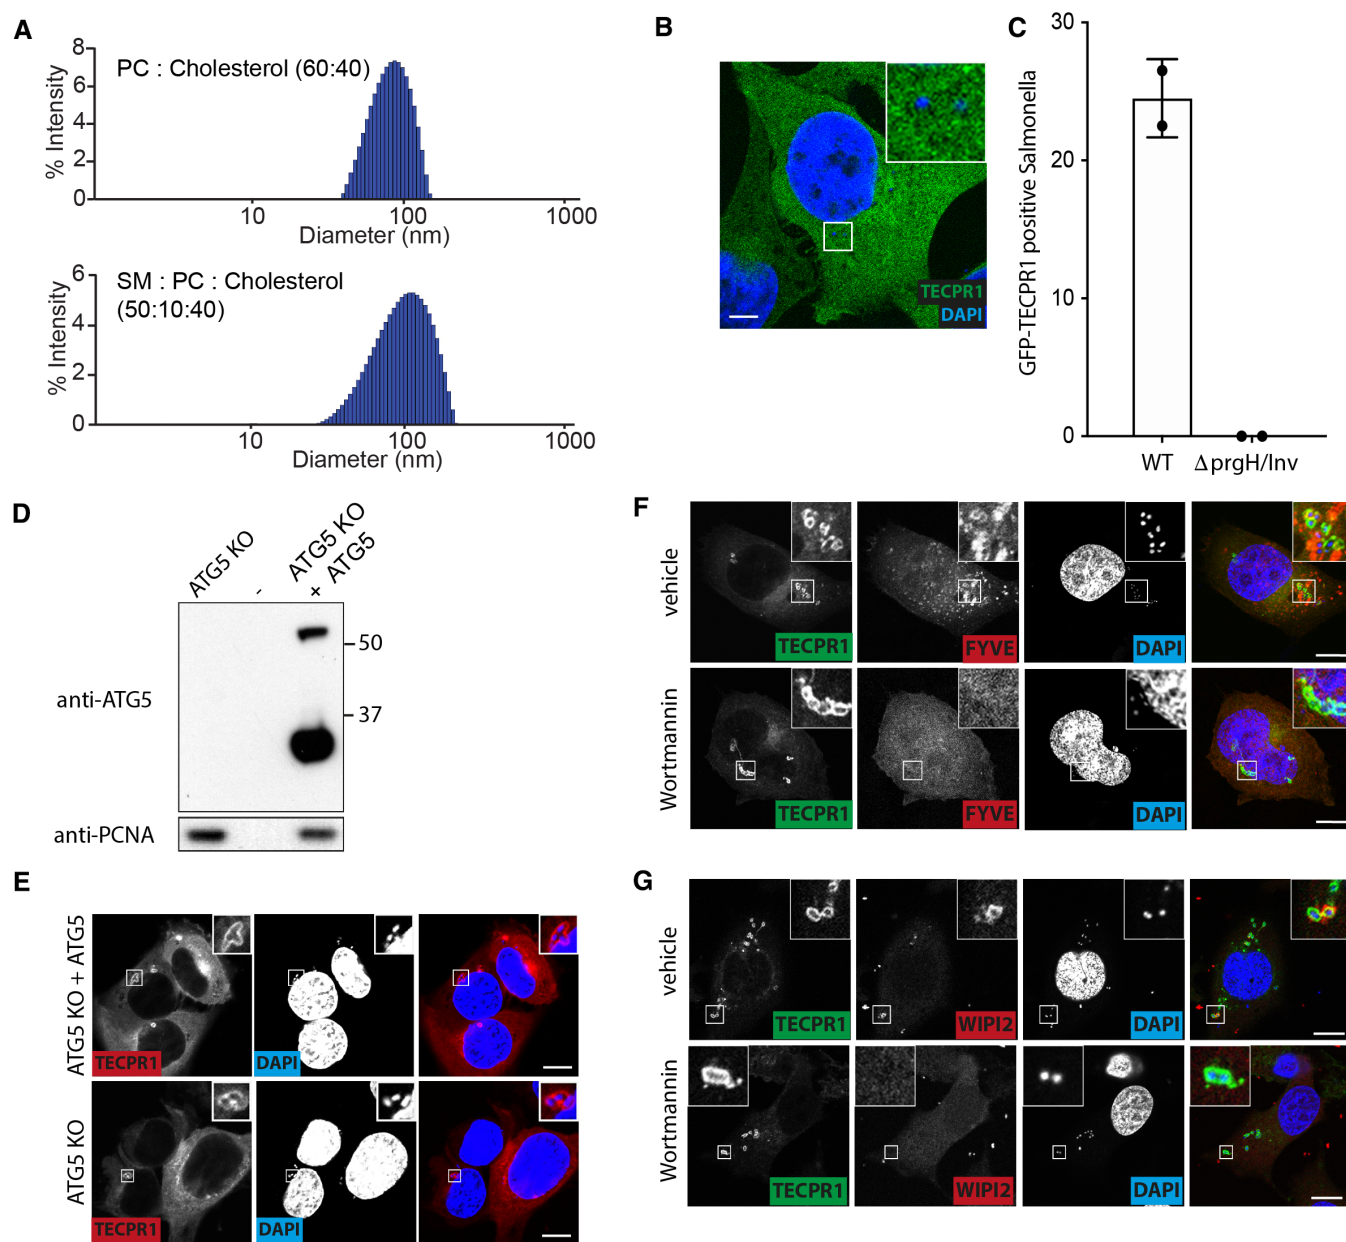 A
% Intensity
8
6
4
2
0
PC : Cholesterol (60:40)
10
100
1000
Diameter (nm)
% Intensity
6
4
2
0
SM : PC : Cholesterol
(50:10:40)
10
100
1000
Diameter (nm)
B
TECPR1
DAPI
C
GFP-TECPR1 positive Salmonella
30
20
10
0
WT
ΔprgH/Inv
D
ATG5 KO
-
ATG5 KO
+ ATG5
50
37
anti-ATG5
anti-PCNA
E
ATG5 KO + ATG5
TECPR1
DAPI
ATG5 KO
TECPR1
DAPI
F
vehicle
TECPR1
FYVE
DAPI
Wortmannin
TECPR1
FYVE
DAPI
G
vehicle
TECPR1
WIPI2
DAPI
Wortmannin
TECPR1
WIPI2
DAPI